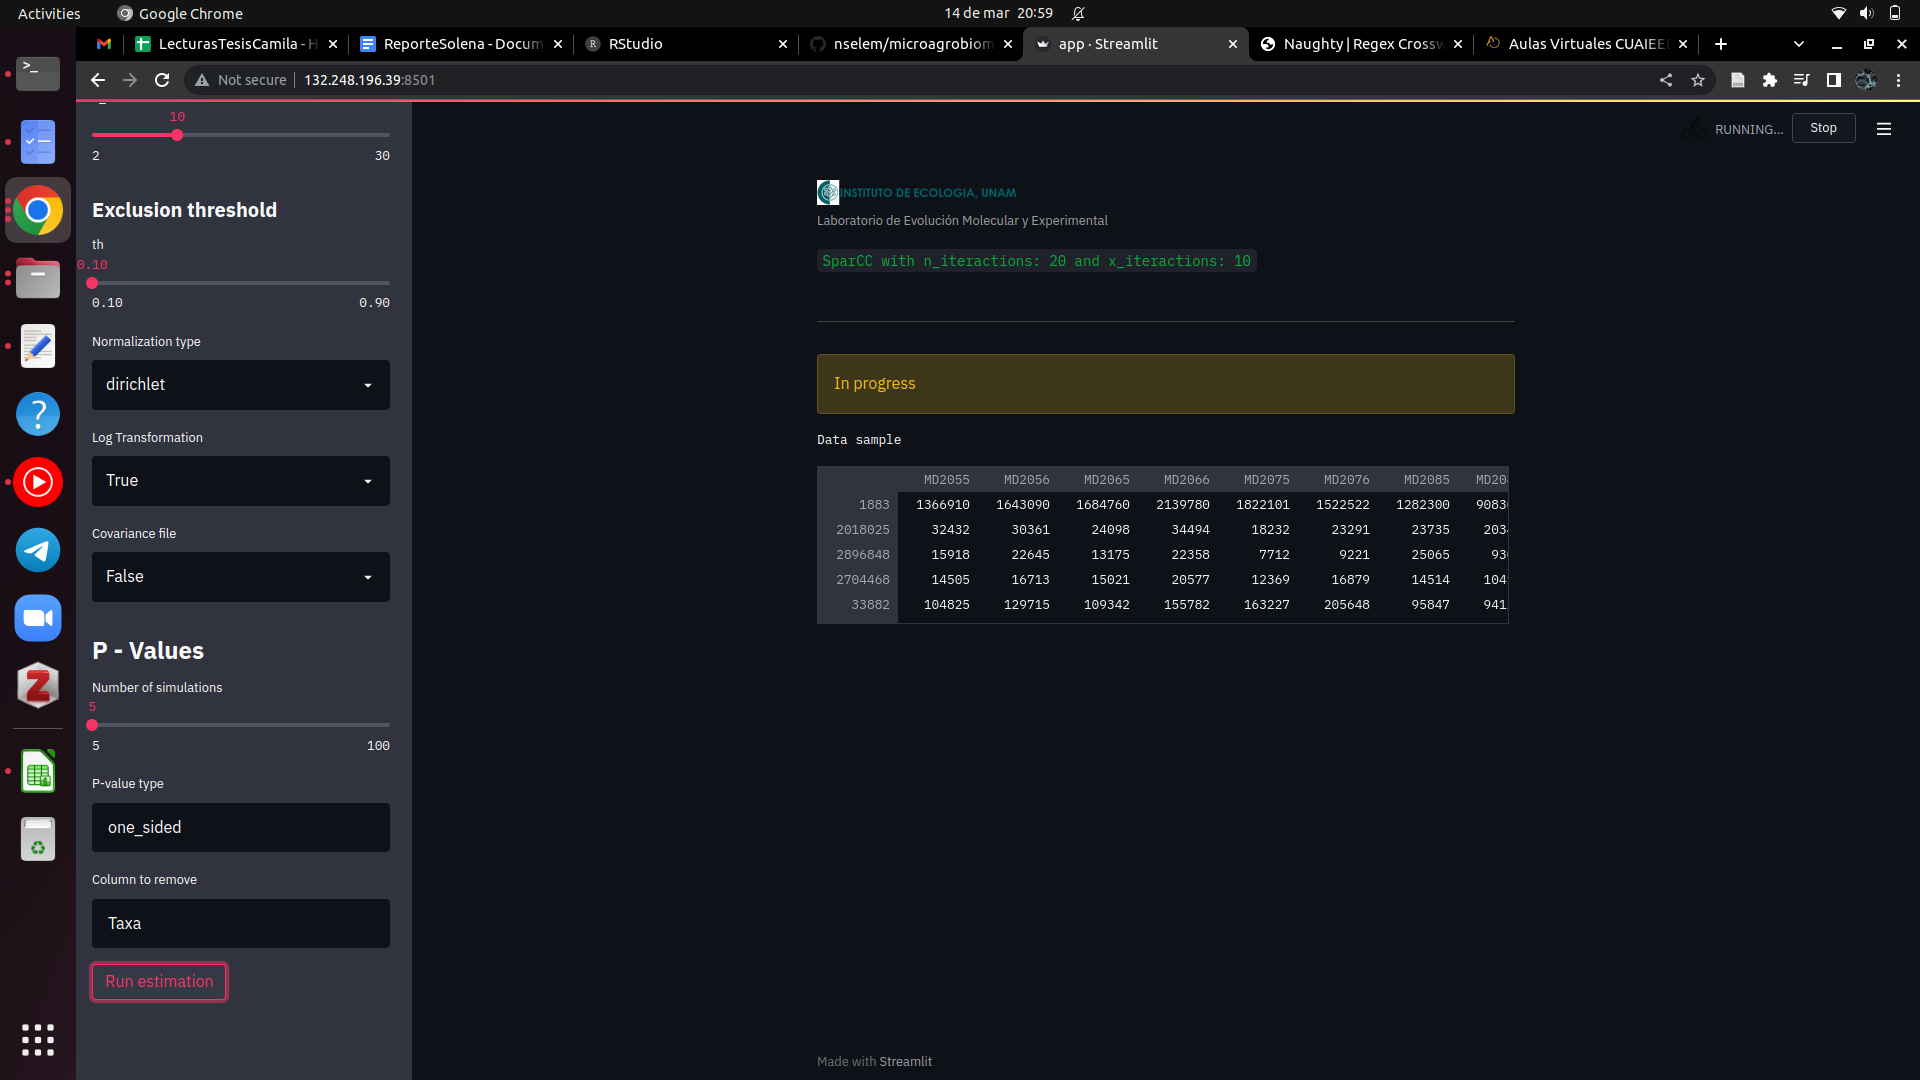 Activities
Google Chrome
14 de mar 20:59
LecturasTesisCamila - H
ReporteSolena - Docum
RStudio
nselem/microagrobiom
app · Streamlit
Naughty | Regex Crossw
Aulas Virtuales CUAIEE
Not secure
132.248.196.39:8501
10
2
30
Exclusion threshold
th
0.10
0.10
0.90
Normalization type
dirichlet
Log Transformation
True
Covariance file
False
P - Values
Number of simulations
5
5
100
P-value type
one_sided
Column to remove
Taxa
Run estimation
RUNNING...
Stop
INSTITUTO DE ECOLOGIA, UNAM
Laboratorio de Evolución Molecular y Experimental
SparCC with n_iteractions: 20 and x_iteractions: 10
In progress
Data sample
MD2055 MD2056 MD2065 MD2066 MD2075 MD2076 MD2085 MD20
1883 1366910 1643090 1684760 2139780 1822101 1522522 1282300 9083
2018025 32432 30361 24098 34494 18232 23291 23735 203
2896848 15918 22645 13175 22358 7712 9221 25065 93
2704468 14505 16713 15021 20577 12369 16879 14514 104
33882 104825 129715 109342 155782 163227 205648 95847 941
Made with Streamlit